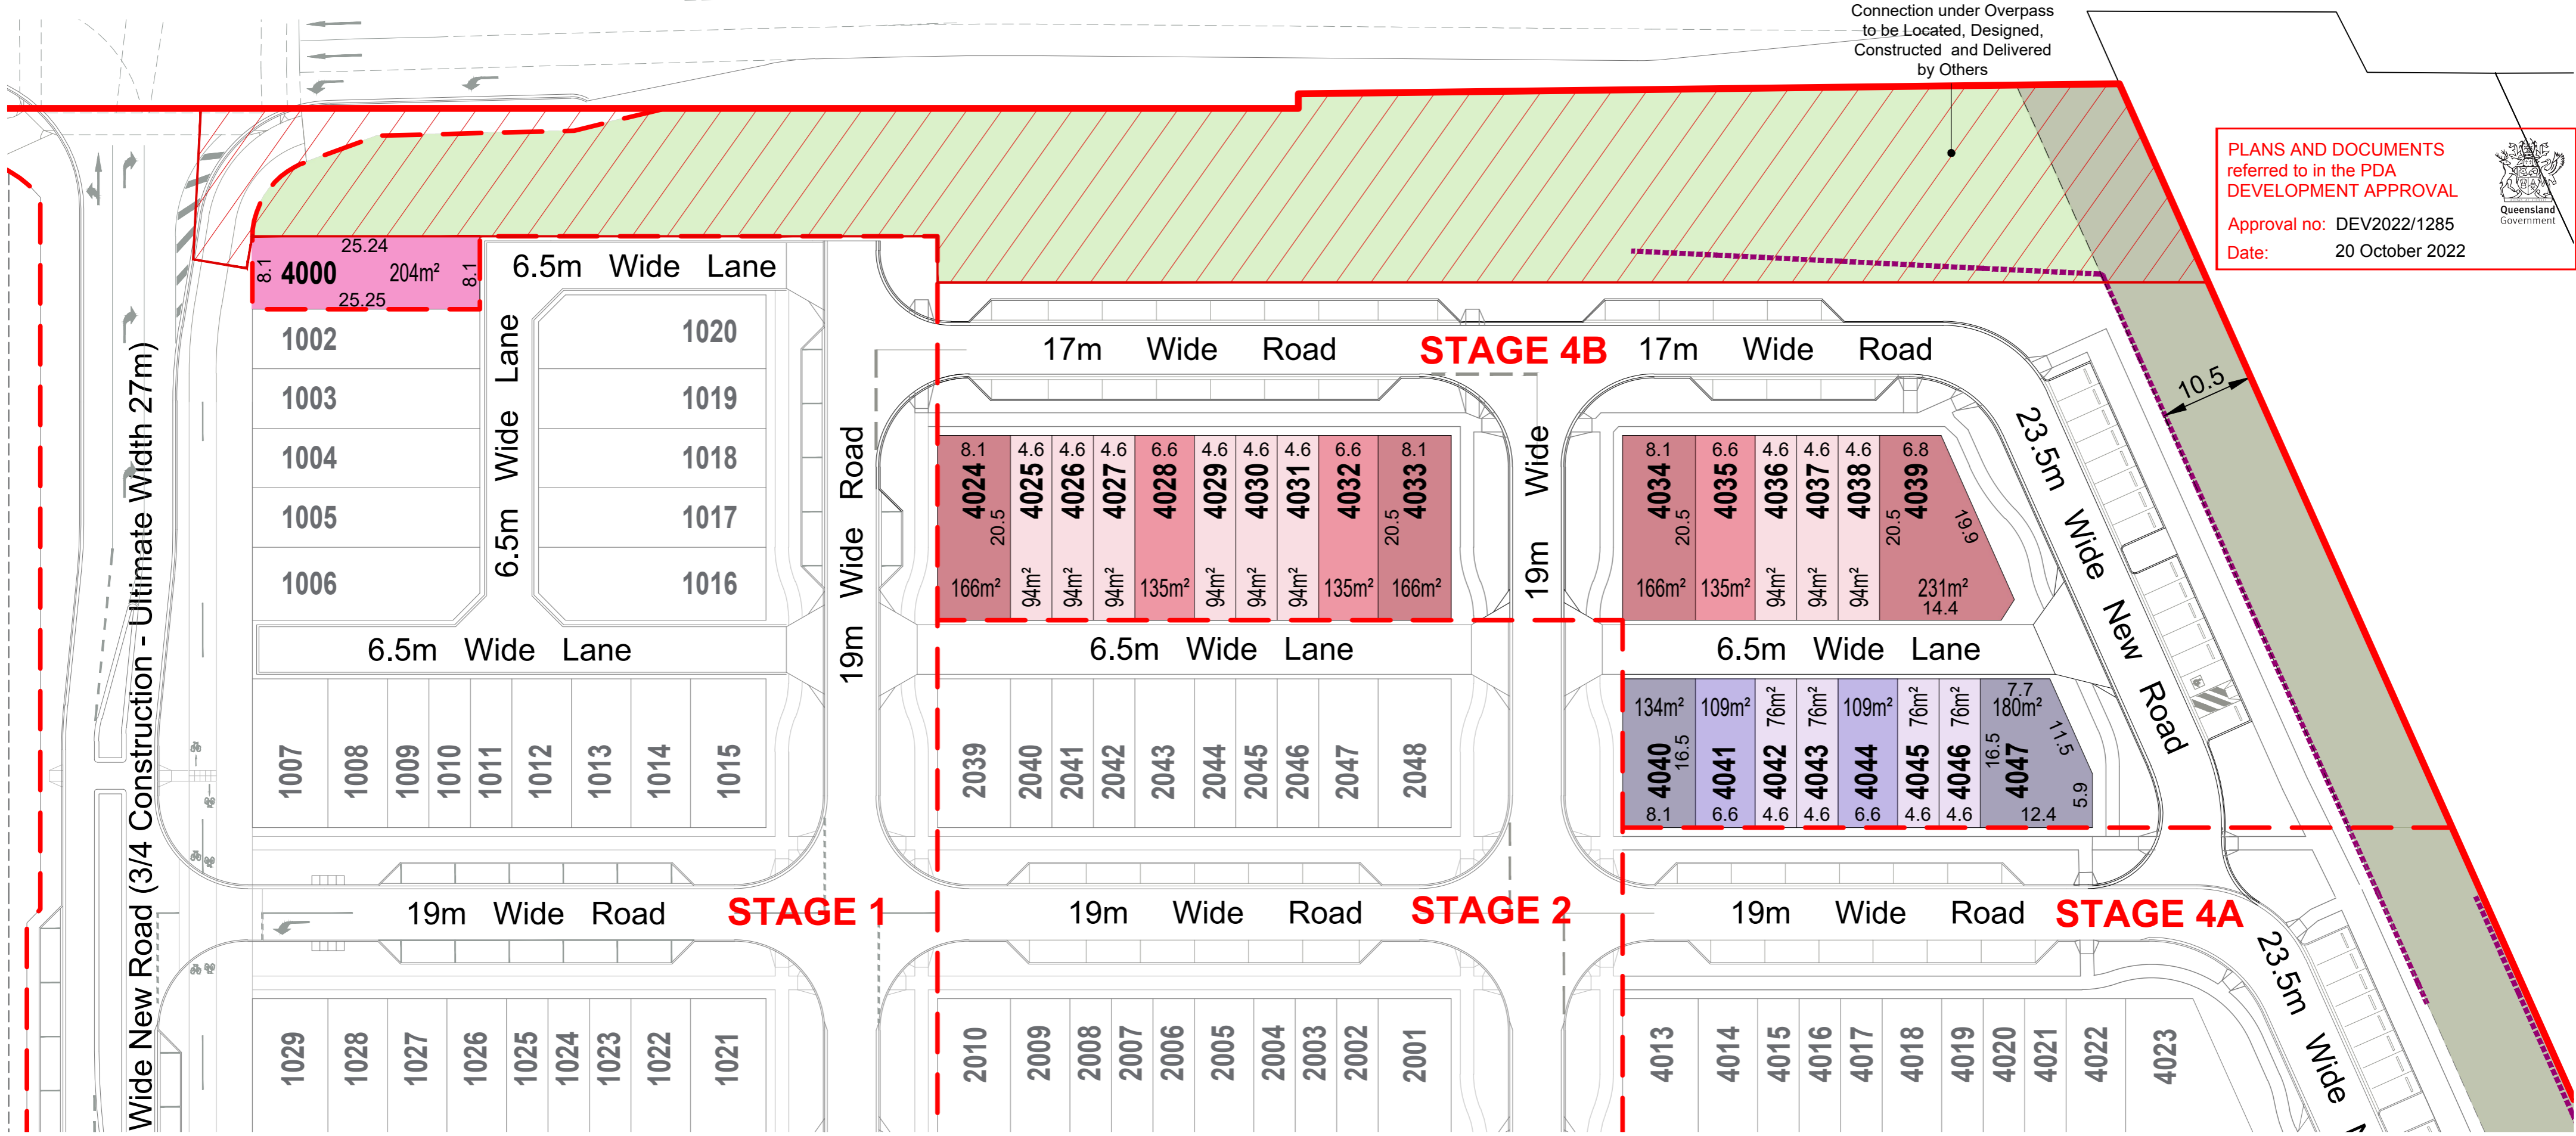 Connection under Overpass
to be Located, Designed,
Constructed and Delivered
by Others
PLANS AND DOCUMENTS
referred to in the PDA
DEVELOPMENT APPROVAL
Approval no: DEV2022/1285
Date: 20 October 2022
Queensland
Government
25.24
8.1
4000
204m²
8.1
25.25
6.5m Wide Lane
6.5m Wide Lane
6.5m Wide Lane
1002
1003
1004
1005
1006
1020
1019
1018
1017
1016
Wide New Road (3/4 Construction - Ultimate Width 27m)
19m Wide Road
17m Wide Road
STAGE 4B
17m Wide Road
10.5
8.1
4024
20.5
166m²
4.6
4025
94m²
4.6
4026
94m²
4.6
4027
94m²
6.6
4028
135m²
4.6
4029
94m²
4.6
4030
94m²
4.6
4031
94m²
6.6
4032
135m²
8.1
4033
20.5
166m²
19m Wide
8.1
4034
20.5
166m²
6.6
4035
135m²
4.6
4036
94m²
4.6
4037
94m²
4.6
4038
94m²
6.8
4039
20.5
19.9
231m²
14.4
23.5m Wide New Road
6.5m Wide Lane
6.5m Wide Lane
1007
1008
1009
1010
1011
1012
1013
1014
1015
2039
2040
2041
2042
2043
2044
2045
2046
2047
2048
134m²
4040
16.5
8.1
109m²
4041
6.6
76m²
4042
4.6
76m²
4043
4.6
109m²
4044
6.6
76m²
4045
4.6
76m²
4046
4.6
7.7
180m²
4047
16.5
11.5
5.9
12.4
19m Wide Road
STAGE 1
19m Wide Road
STAGE 2
19m Wide Road
STAGE 4A
23.5m Wide
1029
1028
1027
1026
1025
1024
1023
1022
1021
2010
2009
2008
2007
2006
2005
2004
2003
2002
2001
4013
4014
4015
4016
4017
4018
4019
4020
4021
4022
4023